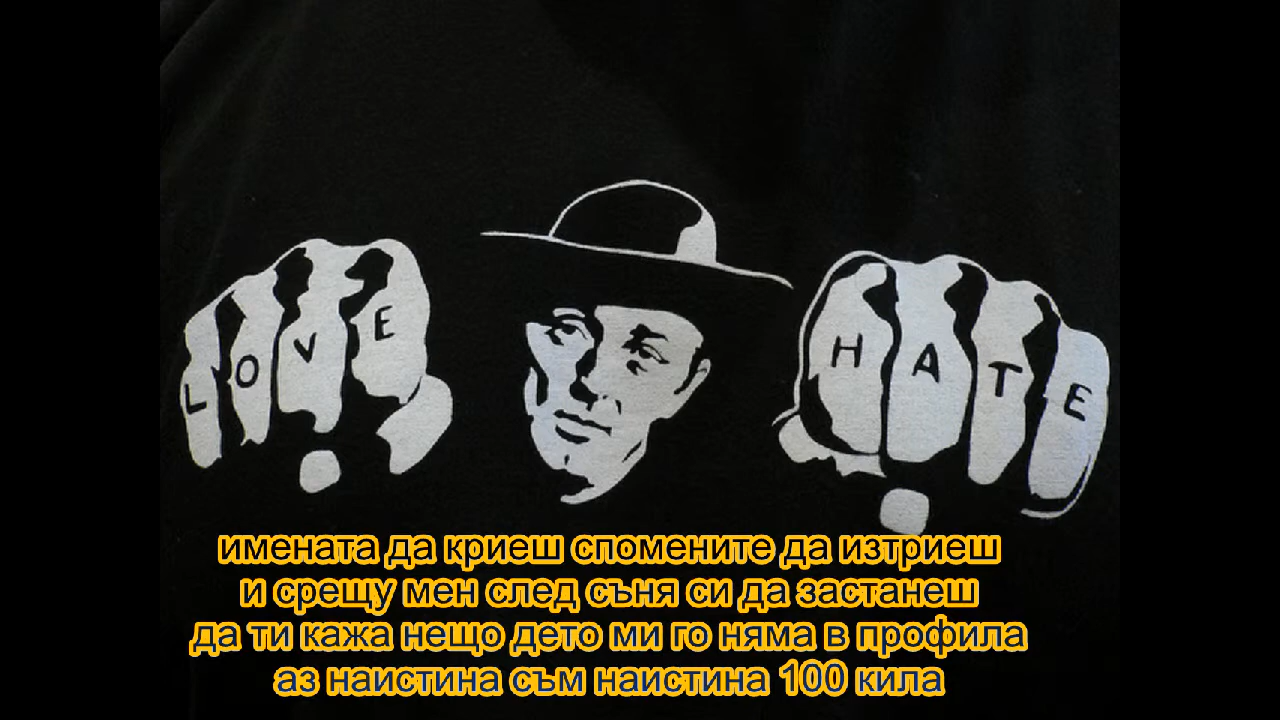 LOVE HATE
имената да криеш спомените да изтриеш
и срещу мен след съня си да застанеш
да ти кажа нещо дето ми го няма в профила
аз наистина съм наистина 100 кила